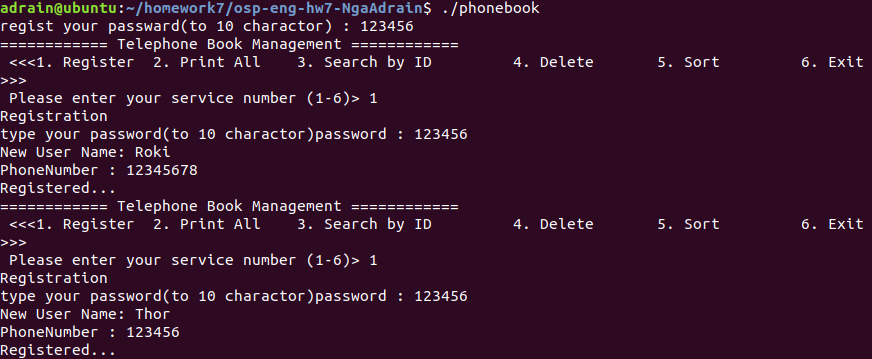 adrain@ubuntu:~/homework7/osp-eng-hw7-NgaAdrain$ ./phonebook
regist your passward(to 10 charactor) : 123456
============ Telephone Book Management ============
 <<<1. Register  2. Print All    3. Search by ID         4. Delete       5. Sort         6. Exit
>>>
 Please enter your service number (1-6)> 1
Registration
type your password(to 10 charactor)password : 123456
New User Name: Roki
PhoneNumber : 12345678
Registered...
============ Telephone Book Management ============
 <<<1. Register  2. Print All    3. Search by ID         4. Delete       5. Sort         6. Exit
>>>
 Please enter your service number (1-6)> 1
Registration
type your password(to 10 charactor)password : 123456
New User Name: Thor
PhoneNumber : 123456
Registered...